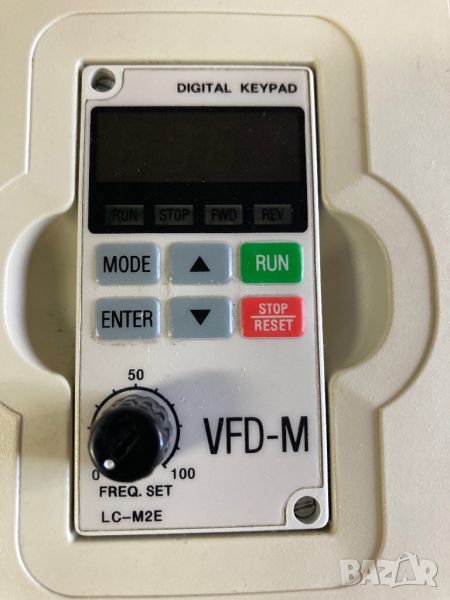 DIGITAL KEYPAD
RUN STOP FWD REV
MODE ▲ RUN
ENTER ▼ STOP
RESET
50
VFD-M
0 100
FREQ. SET
LC-M2E
BAZAR